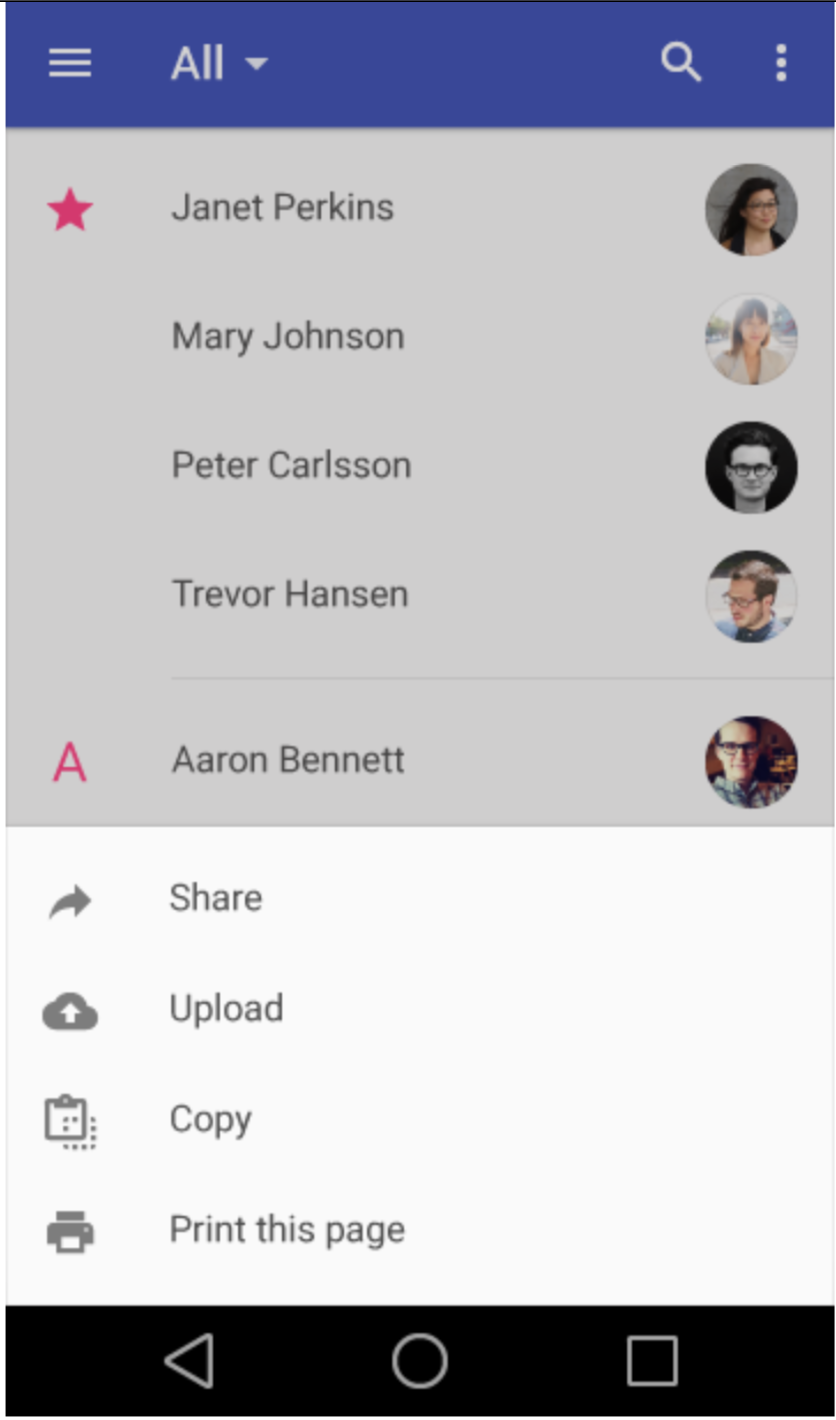 All
Janet Perkins
Mary Johnson
Peter Carlsson
Trevor Hansen
A Aaron Bennett
Share
Upload
Copy
Print this page